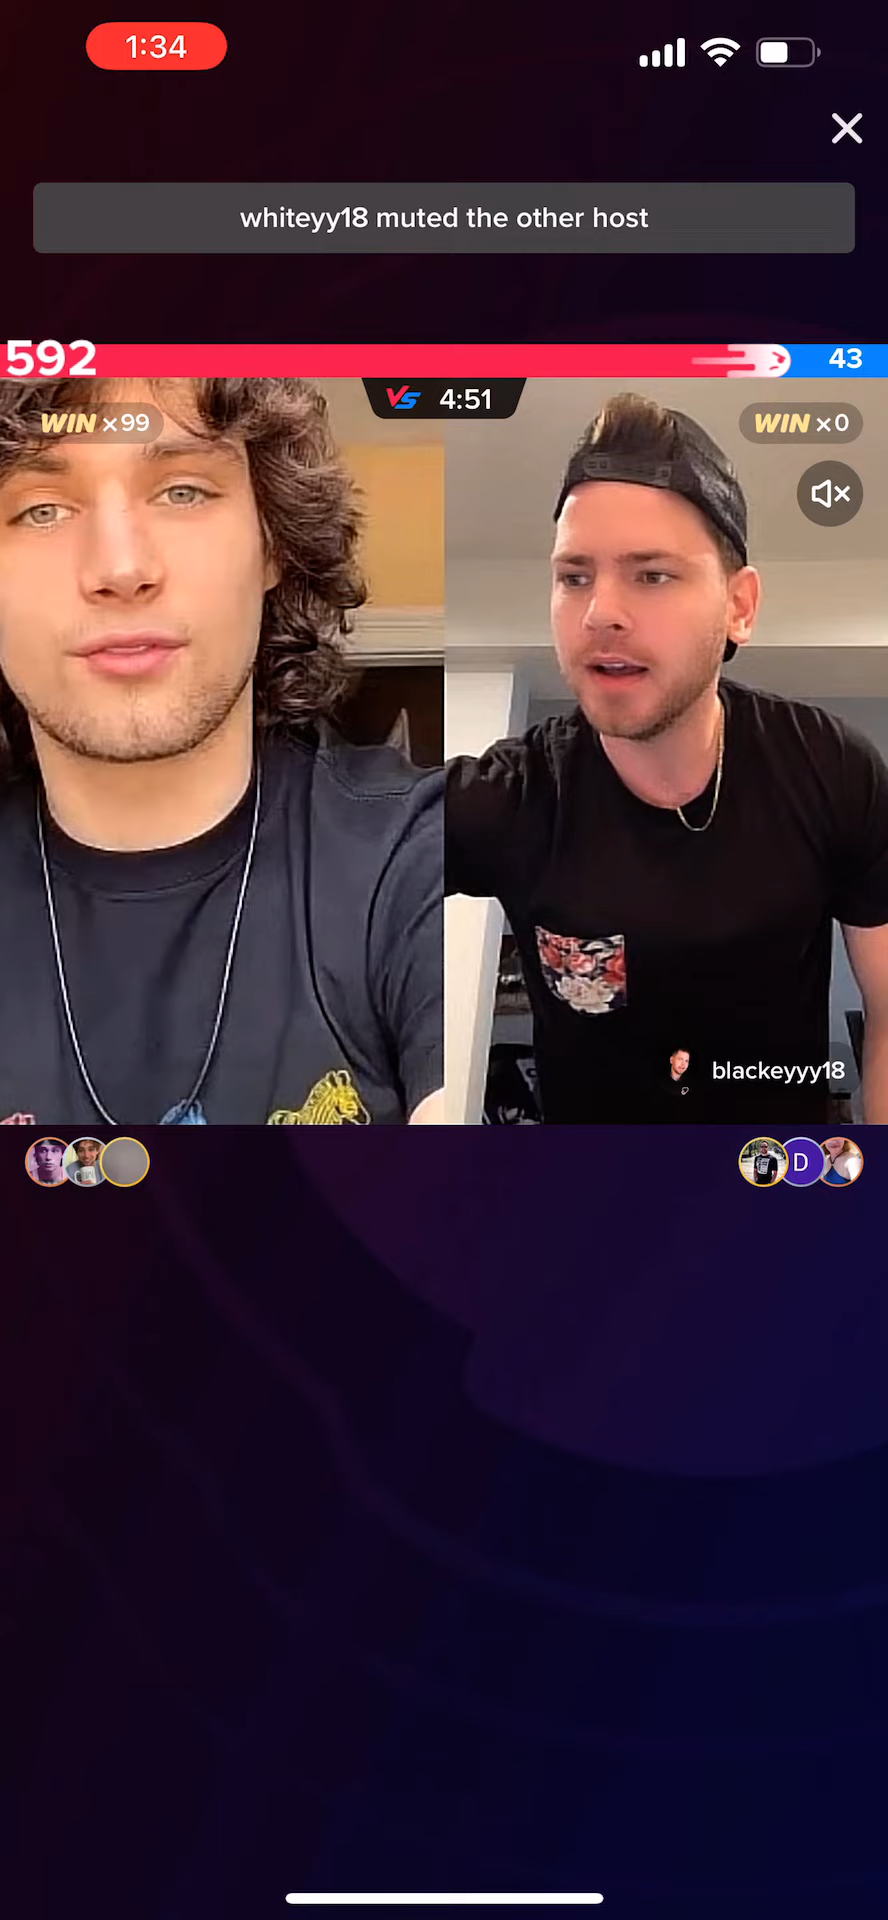 1:34
whiteyy18 muted the other host
592
43
VS 4:51
WIN x99
WIN x0
blackeyyy18
D